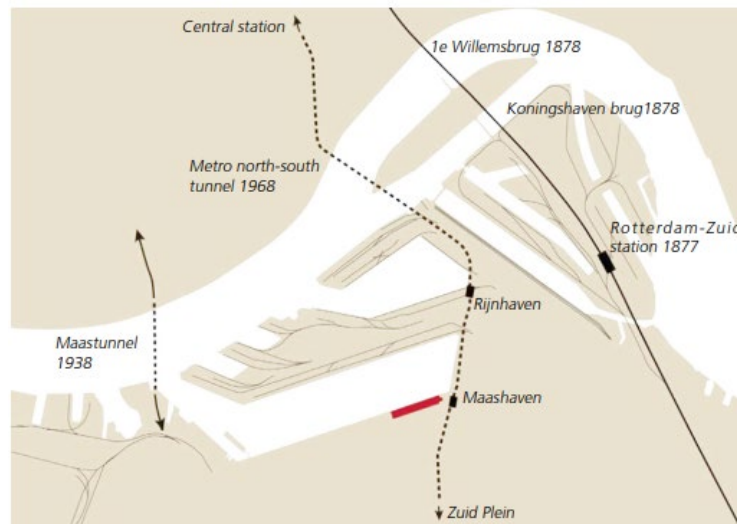 Central station
1e Willemsbrug 1878
Koningshaven brug1878
Metro north-south
tunnel 1968
Rotterdam-Zuid
station 1877
Rijnhaven
Maastunnel
1938
Maashaven
Zuid Plein